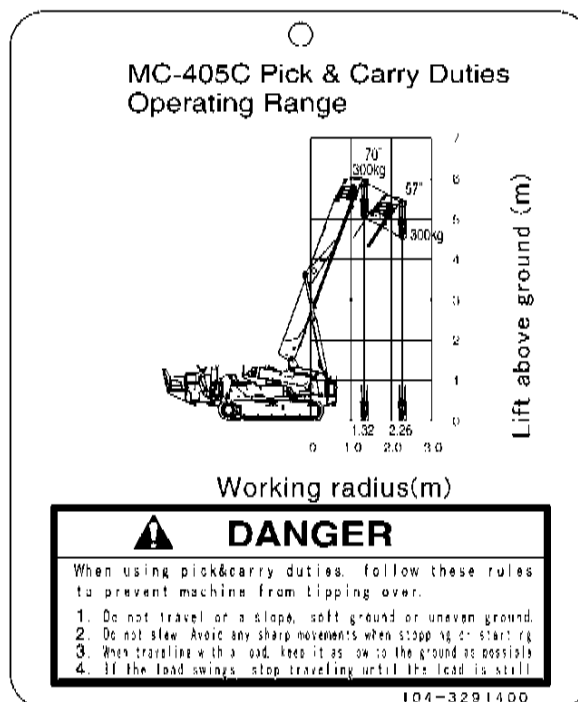 MC-405C Pick & Carry Duties
Operating Range
7
70°
300kg
6
57°
5
300kg
4
3
2
1
0
Lift above ground (m)
1.32 2.26
0 1.0 2.0 3.0
Working radius(m)
DANGER
When using pick&carry duties, follow these rules
to prevent machine from tipping over.
1. Do not travel on a slope, soft ground or uneven ground.
2. Do not slew. Avoid any sharp movements when stopping or starting
3. When traveling with a load, keep it as low to the ground as possible
4. If the load swings, stop traveling until the load is still
104-3291400